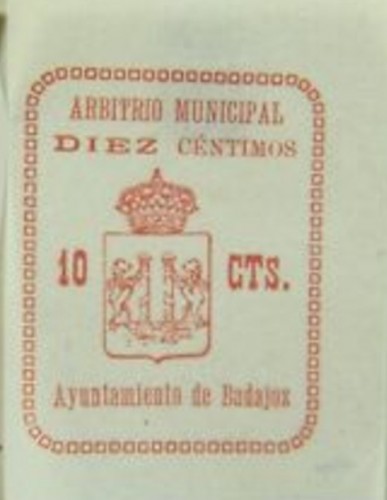 ARBITRIO MUNICIPAL
DIEZ CÉNTIMOS
10 CTS.
Ayuntamiento de Badajoz